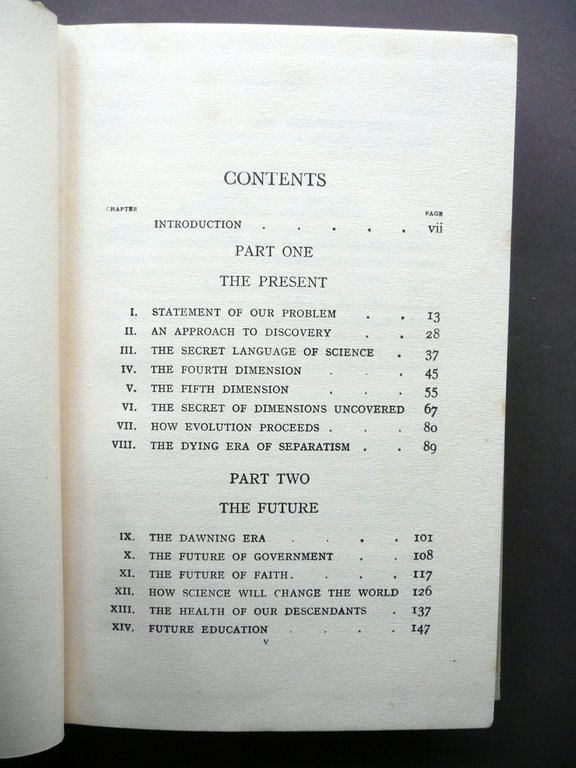 CONTENTS
CHAPTER PAGE
INTRODUCTION . . . . . vii
PART ONE
THE PRESENT
I. STATEMENT OF OUR PROBLEM . . 13
II. AN APPROACH TO DISCOVERY . . 28
III. THE SECRET LANGUAGE OF SCIENCE . 37
IV. THE FOURTH DIMENSION . . . 45
V. THE FIFTH DIMENSION . . . 55
VI. THE SECRET OF DIMENSIONS UNCOVERED 67
VII. HOW EVOLUTION PROCEEDS . . . 80
VIII. THE DYING ERA OF SEPARATISM . . 89
PART TWO
THE FUTURE
IX. THE DAWNING ERA . . . . 101
X. THE FUTURE OF GOVERNMENT . . 108
XI. THE FUTURE OF FAITH . . . . 117
XII. HOW SCIENCE WILL CHANGE THE WORLD 126
XIII. THE HEALTH OF OUR DESCENDANTS . 137
XIV. FUTURE EDUCATION . . . . 147
v